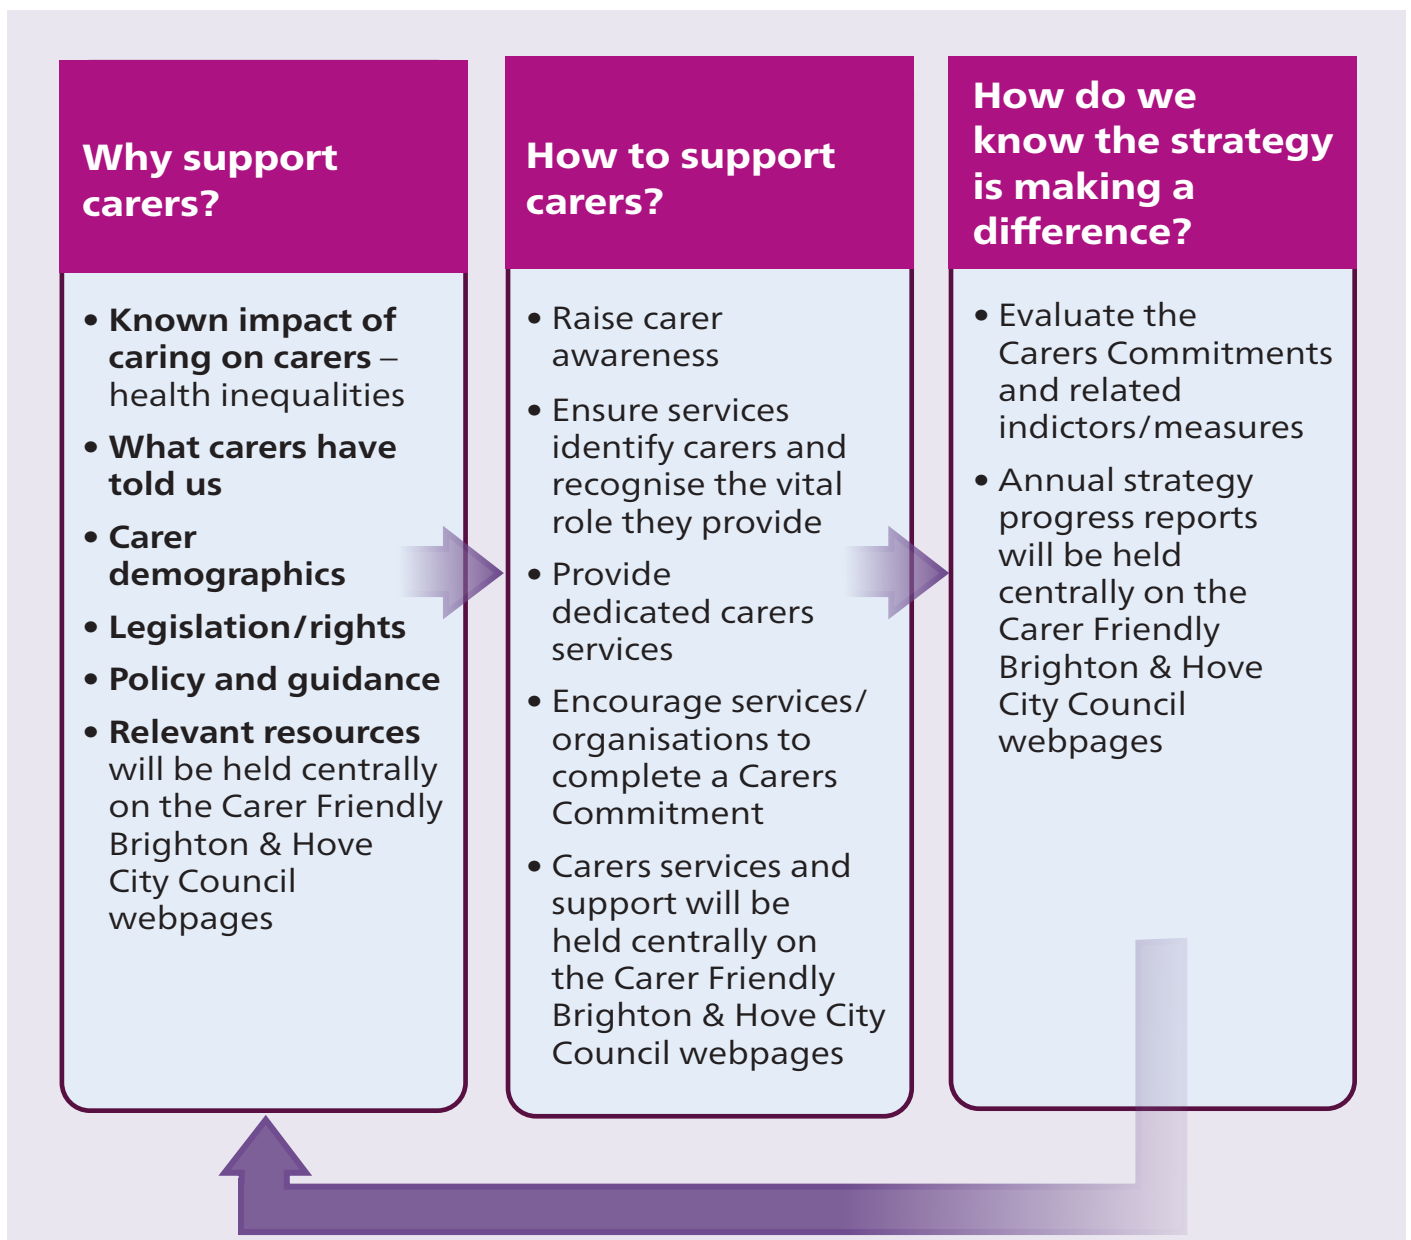 Why support
carers?
• Known impact of
caring on carers –
health inequalities
• What carers have
told us
• Carer
demographics
• Legislation/rights
• Policy and guidance
• Relevant resources
will be held centrally
on the Carer Friendly
Brighton & Hove
City Council
webpages
How to support
carers?
• Raise carer
awareness
• Ensure services
identify carers and
recognise the vital
role they provide
• Provide
dedicated carers
services
• Encourage services/
organisations to
complete a Carers
Commitment
• Carers services and
support will be
held centrally on
the Carer Friendly
Brighton & Hove City
Council webpages
How do we
know the strategy
is making a
difference?
• Evaluate the
Carers Commitments
and related
indictors/measures
• Annual strategy
progress reports
will be held
centrally on the
Carer Friendly
Brighton & Hove
City Council
webpages